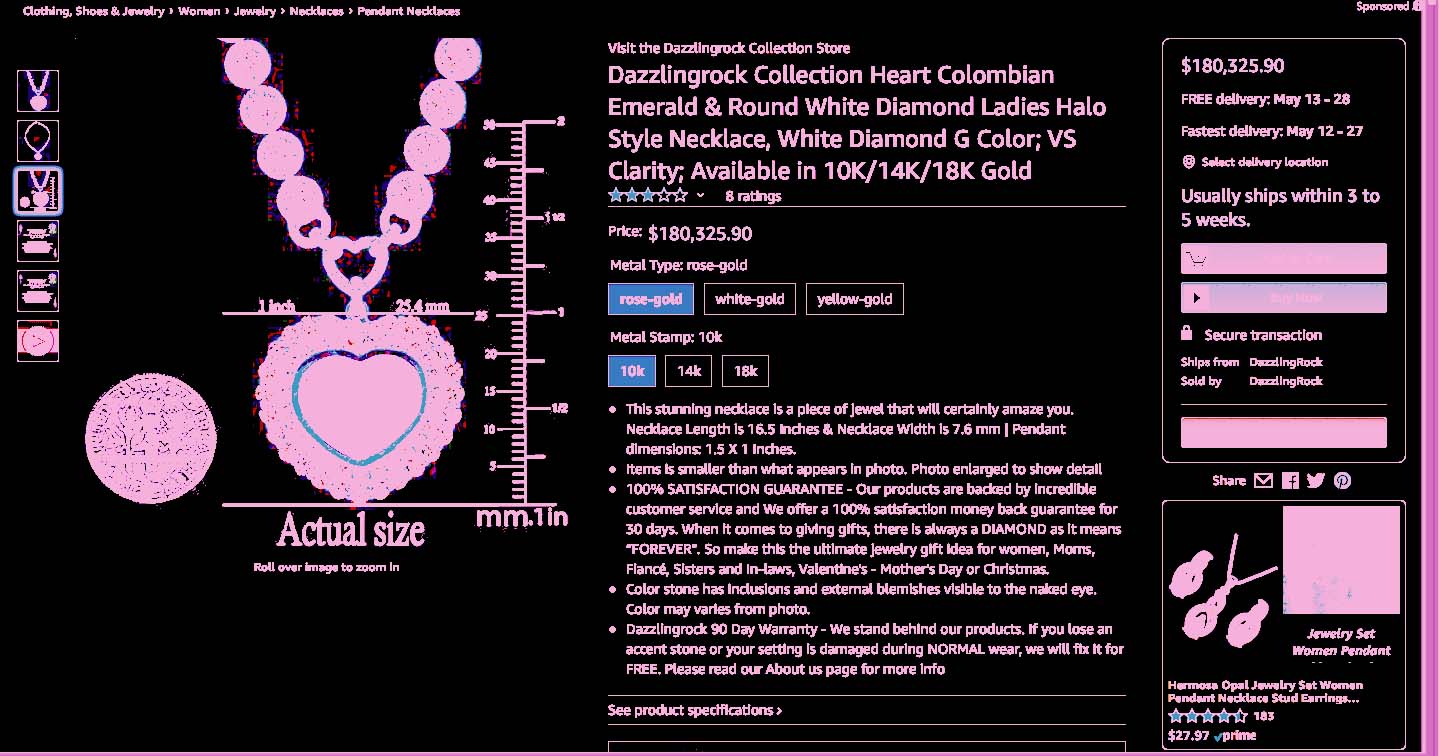 Clothing, Shoes & Jewelry › Women › Jewelry › Necklaces › Pendant Necklaces
Sponsored
1 inch
25.4 mm
50
45
40
35
30
25
20
15
10
5
2
1 1/2
1
1/2
Actual size
mm.1in
Roll over image to zoom in
Visit the Dazzlingrock Collection Store
Dazzlingrock Collection Heart Colombian
Emerald & Round White Diamond Ladies Halo
Style Necklace, White Diamond G Color; VS
Clarity; Available in 10K/14K/18K Gold
8 ratings
Price: $180,325.90
Metal Type: rose-gold
rose-gold
white-gold
yellow-gold
Metal Stamp: 10k
10k
14k
18k
• This stunning necklace is a piece of jewel that will certainly amaze you.
Necklace Length is 16.5 Inches & Necklace Width is 7.6 mm | Pendant
dimensions: 1.5 X 1 Inches.
• Items is smaller than what appears in photo. Photo enlarged to show detail
• 100% SATISFACTION GUARANTEE - Our products are backed by incredible
customer service and We offer a 100% satisfaction money back guarantee for
30 days. When it comes to giving gifts, there is always a DIAMOND as it means
"FOREVER". So make this the ultimate jewelry gift idea for women, Moms,
Fiancé, Sisters and In-laws, Valentine's - Mother's Day or Christmas.
• Color stone has inclusions and external blemishes visible to the naked eye.
Color may varies from photo.
• Dazzlingrock 90 Day Warranty - We stand behind our products. If you lose an
accent stone or your setting is damaged during NORMAL wear, we will fix it for
FREE. Please read our About us page for more info
See product specifications ›
$180,325.90
FREE delivery: May 13 - 28
Fastest delivery: May 12 - 27
Select delivery location
Usually ships within 3 to
5 weeks.
Buy Now
Secure transaction
Ships from DazzlingRock
Sold by DazzlingRock
Share
Jewelry Set
Women Pendant
Hermosa Opal Jewelry Set Women
Pendant Necklace Stud Earrings...
183
$27.97 prime